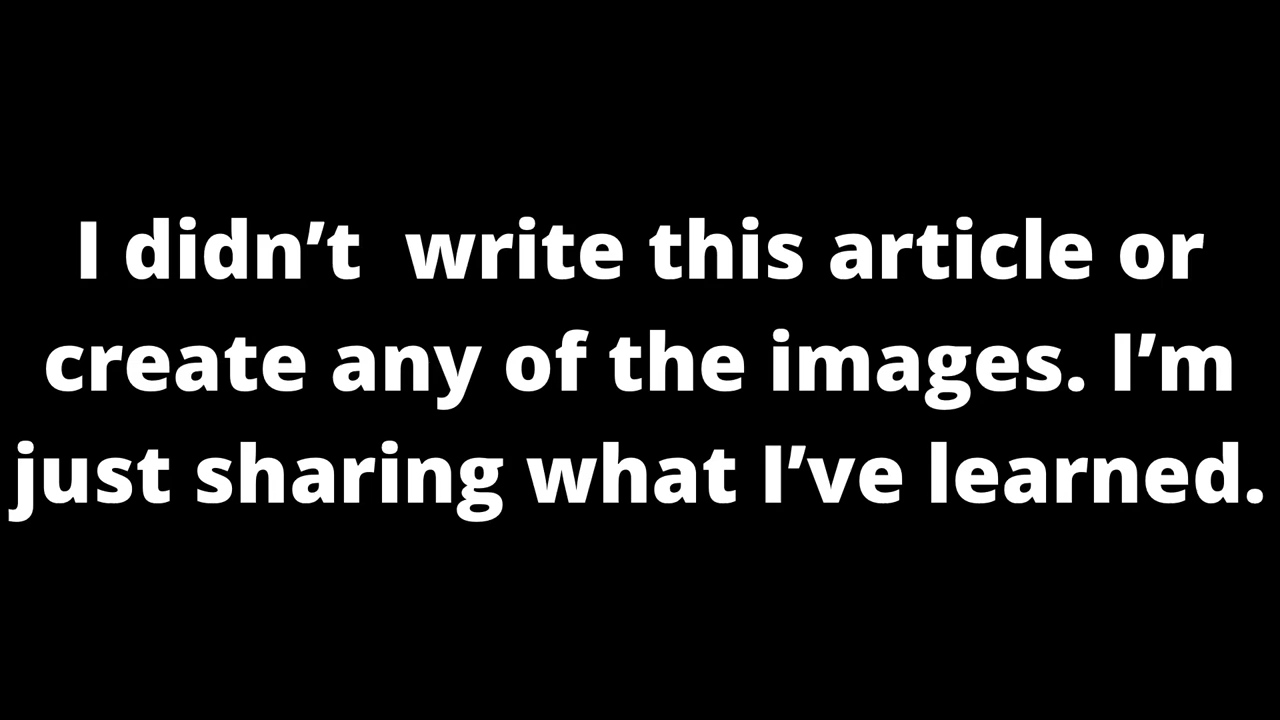 I didn’t  write this article or
create any of the images. I’m
just sharing what I’ve learned.